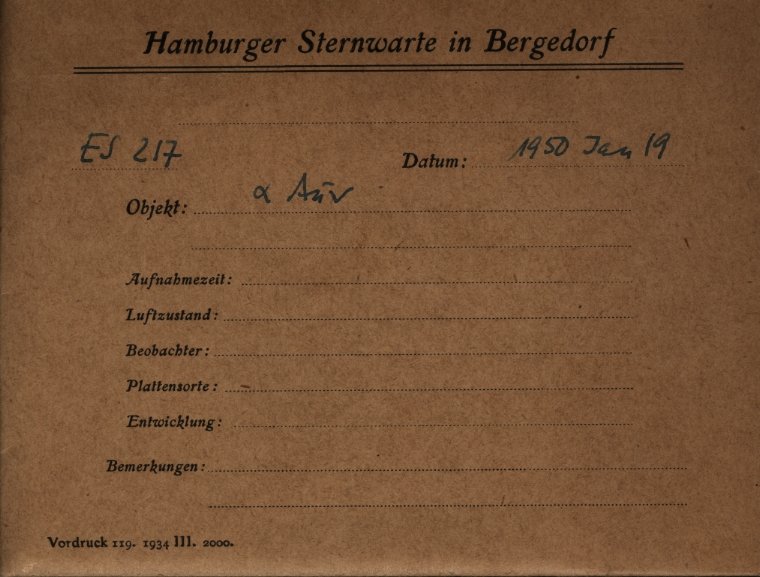 Hamburger Sternwarte in Bergedorf
ES 217
Datum: 1950 Jan 19
Objekt: α Aur
Aufnahmezeit:
Luftzustand:
Beobachter:
Plattensorte:
Entwicklung:
Bemerkungen:
Vordruck 119. 1934 III. 2000.